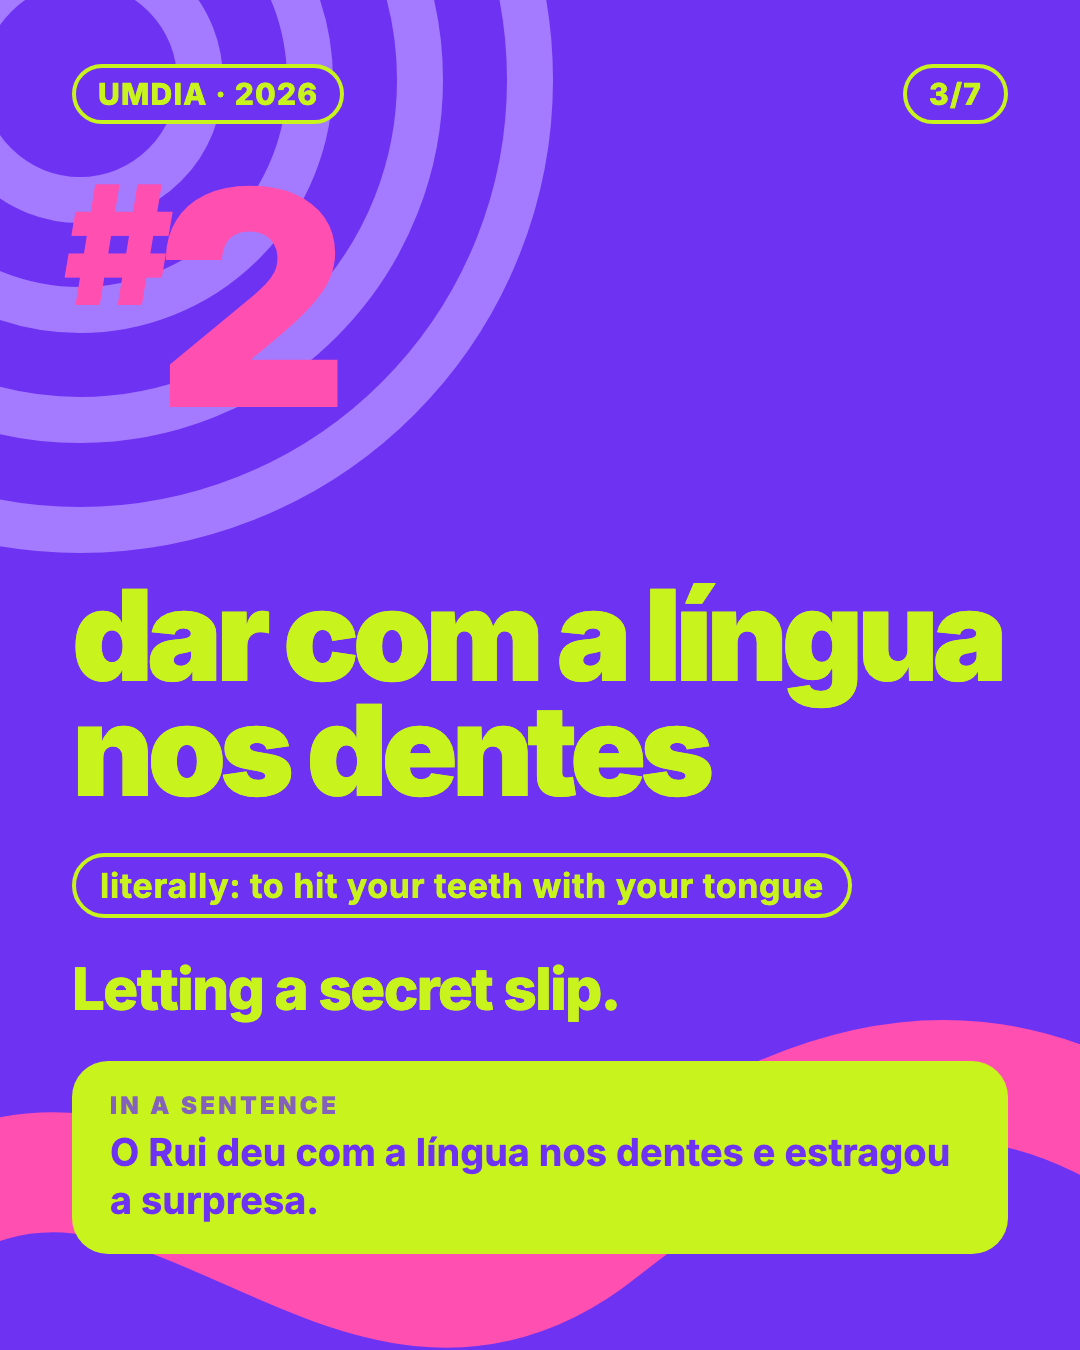 UMDIA · 2026
3/7
#2
dar com a língua
nos dentes
literally: to hit your teeth with your tongue
Letting a secret slip.
IN A SENTENCE
O Rui deu com a língua nos dentes e estragou
a surpresa.